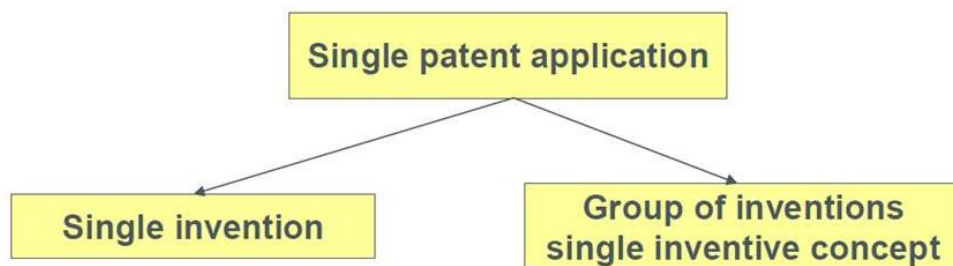 Single patent application
Single invention
Group of inventions
single inventive concept